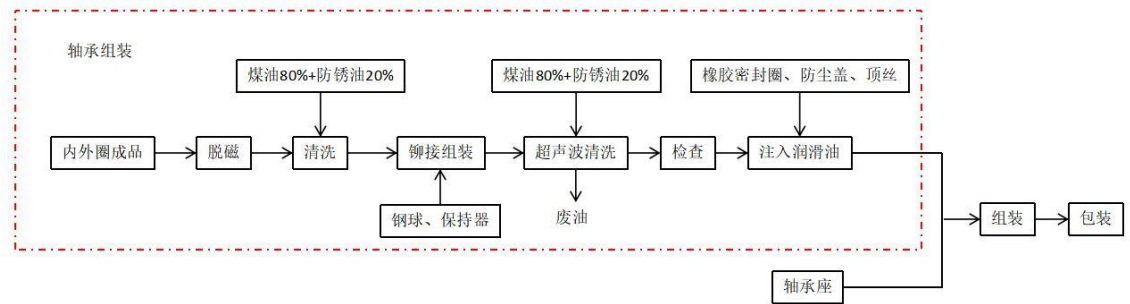 轴承组装
煤油80%+防锈油20%
煤油80%+防锈油20%
橡胶密封圈、防尘盖、顶丝
内外圈成品
脱磁
清洗
铆接组装
超声波清洗
检查
注入润滑油
钢球、保持器
废油
组装
包装
轴承座